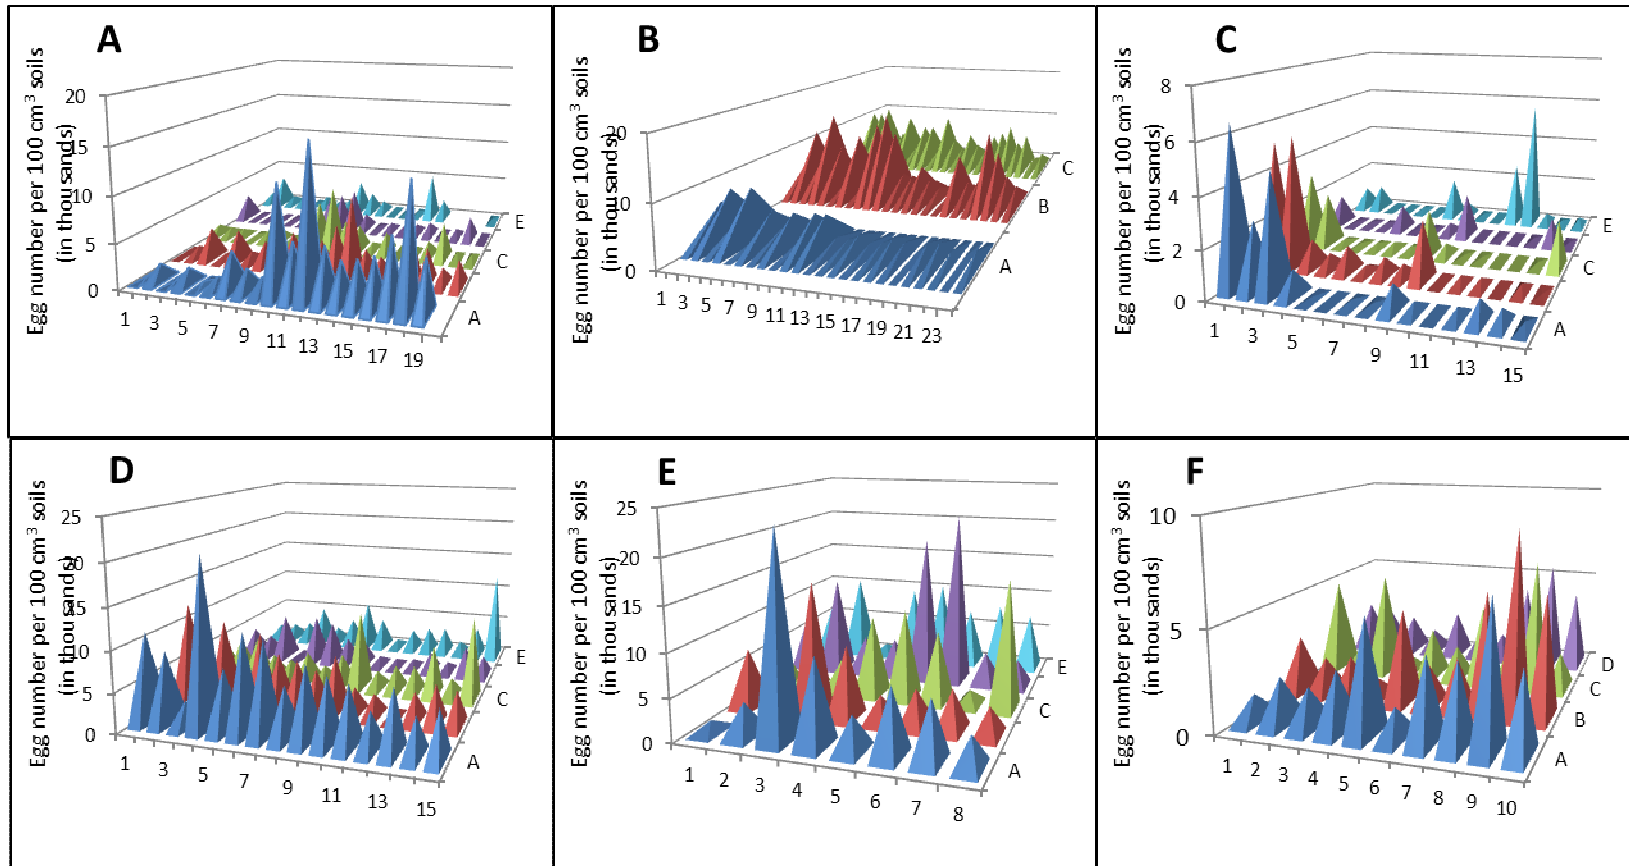 A
Egg number per 100 cm³ soils
(in thousands)
20
15
10
5
0
1 3 5 7 9 11 13 15 17 19
A
C
E
B
Egg number per 100 cm³ soils
(in thousands)
20
10
0
1 3 5 7 9 11 13 15 17 19 21 23
A
B
C
C
Egg number per 100 cm³ soils
(in thousands)
8
6
4
2
0
1 3 5 7 9 11 13 15
A
C
E
D
Egg number per 100 cm³ soils
(in thousands)
25
20
15
10
5
0
1 3 5 7 9 11 13 15
A
C
E
E
Egg number per 100 cm³ soils
(in thousands)
25
20
15
10
5
0
1 2 3 4 5 6 7 8
A
C
E
F
Egg number per 100 cm³ soils
(in thousands)
10
5
0
1 2 3 4 5 6 7 8 9 10
A
B
C
D